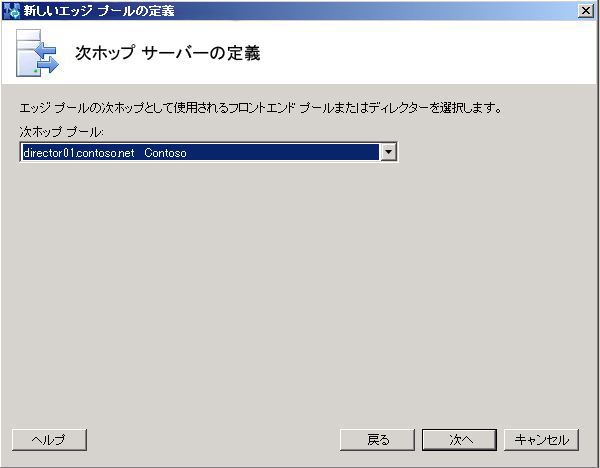 新しいエッジ プールの定義
次ホップ サーバーの定義
エッジ プールの次ホップとして使用されるフロントエンド プールまたはディレクターを選択します。
次ホップ プール:
director01.contoso.net Contoso
ヘルプ
戻る
次へ
キャンセル